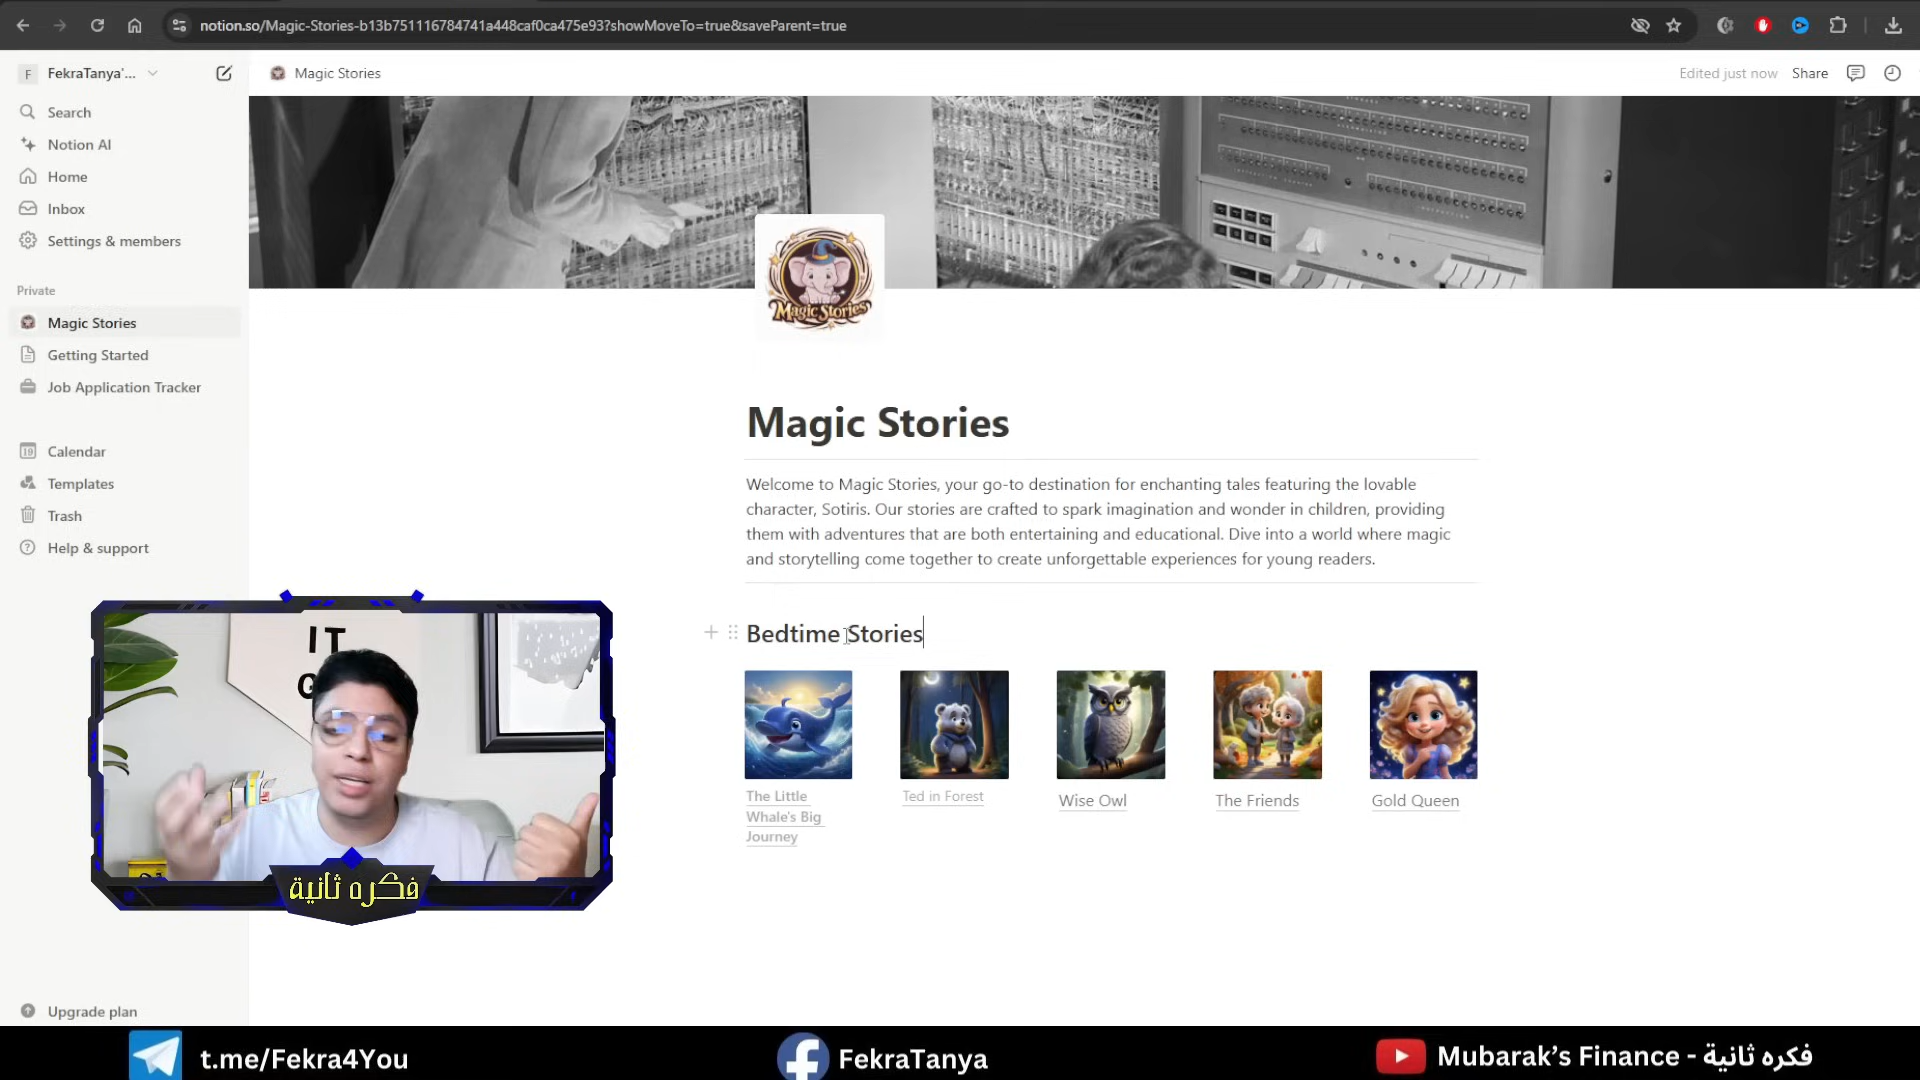 notion.so/Magic-Stories-b13b751116784741a448caf0ca475e93?showMoveTo=true&saveParent=true
F FekraTanya'...
Magic Stories
Edited just now
Share
Search
Notion AI
Home
Inbox
Settings & members
Private
Magic Stories
Getting Started
Job Application Tracker
19 Calendar
Templates
Trash
Help & support
Magic Stories
Magic Stories
Welcome to Magic Stories, your go-to destination for enchanting tales featuring the lovable
character, Sotiris. Our stories are crafted to spark imagination and wonder in children, providing
them with adventures that are both entertaining and educational. Dive into a world where magic
and storytelling come together to create unforgettable experiences for young readers.
Bedtime Stories
The Little
Whale's Big
Journey
Ted in Forest
Wise Owl
The Friends
Gold Queen
IT
فكره ثانية
Upgrade plan
t.me/Fekra4You
FekraTanya
Mubarak's Finance - فكره ثانية